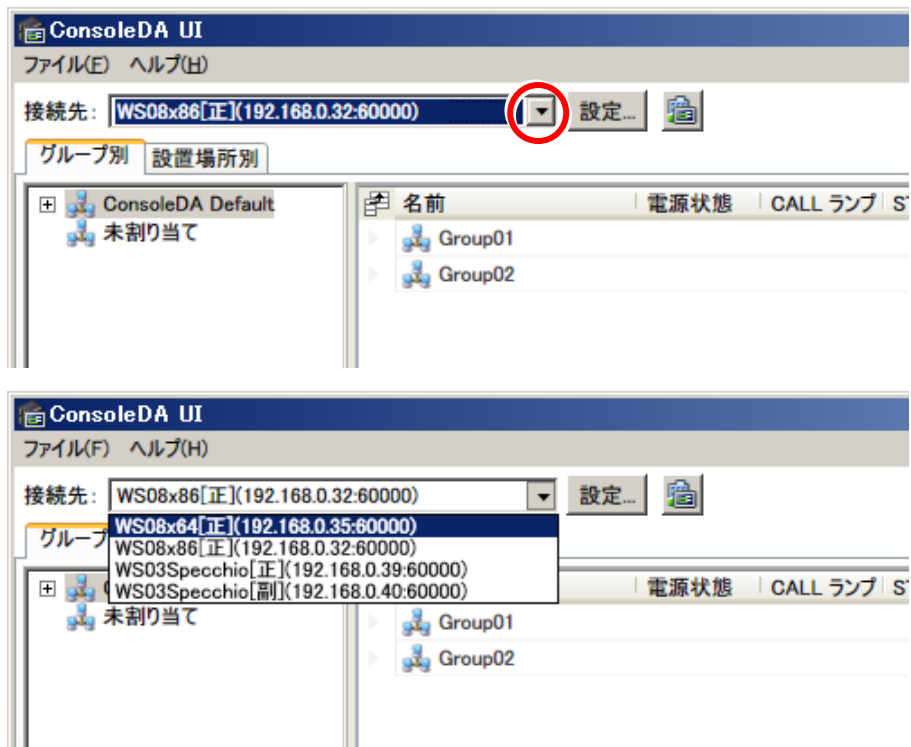 ConsoleDA UI
ファイル(F) ヘルプ(H)
接続先: WS08x86[正](192.168.0.32:60000) 設定...
グループ別 設置場所別
ConsoleDA Default 名前 電源状態 CALL ランプ ST
未割り当て Group01
Group02
ConsoleDA UI
ファイル(F) ヘルプ(H)
接続先: WS08x86[正](192.168.0.32:60000) 設定...
グループ WS08x64[正](192.168.0.35:60000)
WS08x86[正](192.168.0.32:60000)
WS03Specchio[正](192.168.0.39:60000)
WS03Specchio[副](192.168.0.40:60000) 電源状態 CALL ランプ ST
未割り当て Group01
Group02